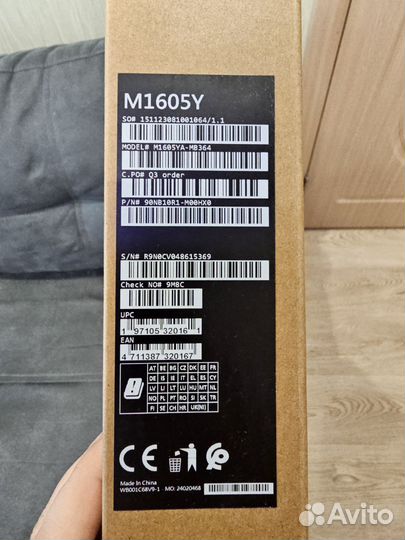 M1605Y
SO# 151123081001064/1.1
MODEL# M1605YA-MB364
C.PO# Q3 order
P/N# 90NB10R1-M00HX0
S/N# R9N0CV048615369
Check NO# 9M8C
UPC
1 97105 32016 1
EAN
4 711387 320167
AT BE BG CZ DK EE FR
DE IS IE IT EL ES CY
LV LI LT LU HU MT NL
NO PL PT RO SI SK TR
FI SE CH HR UK(NI)
CE
Made In China
WB001C68V9-1 MO: 24020468
Avito